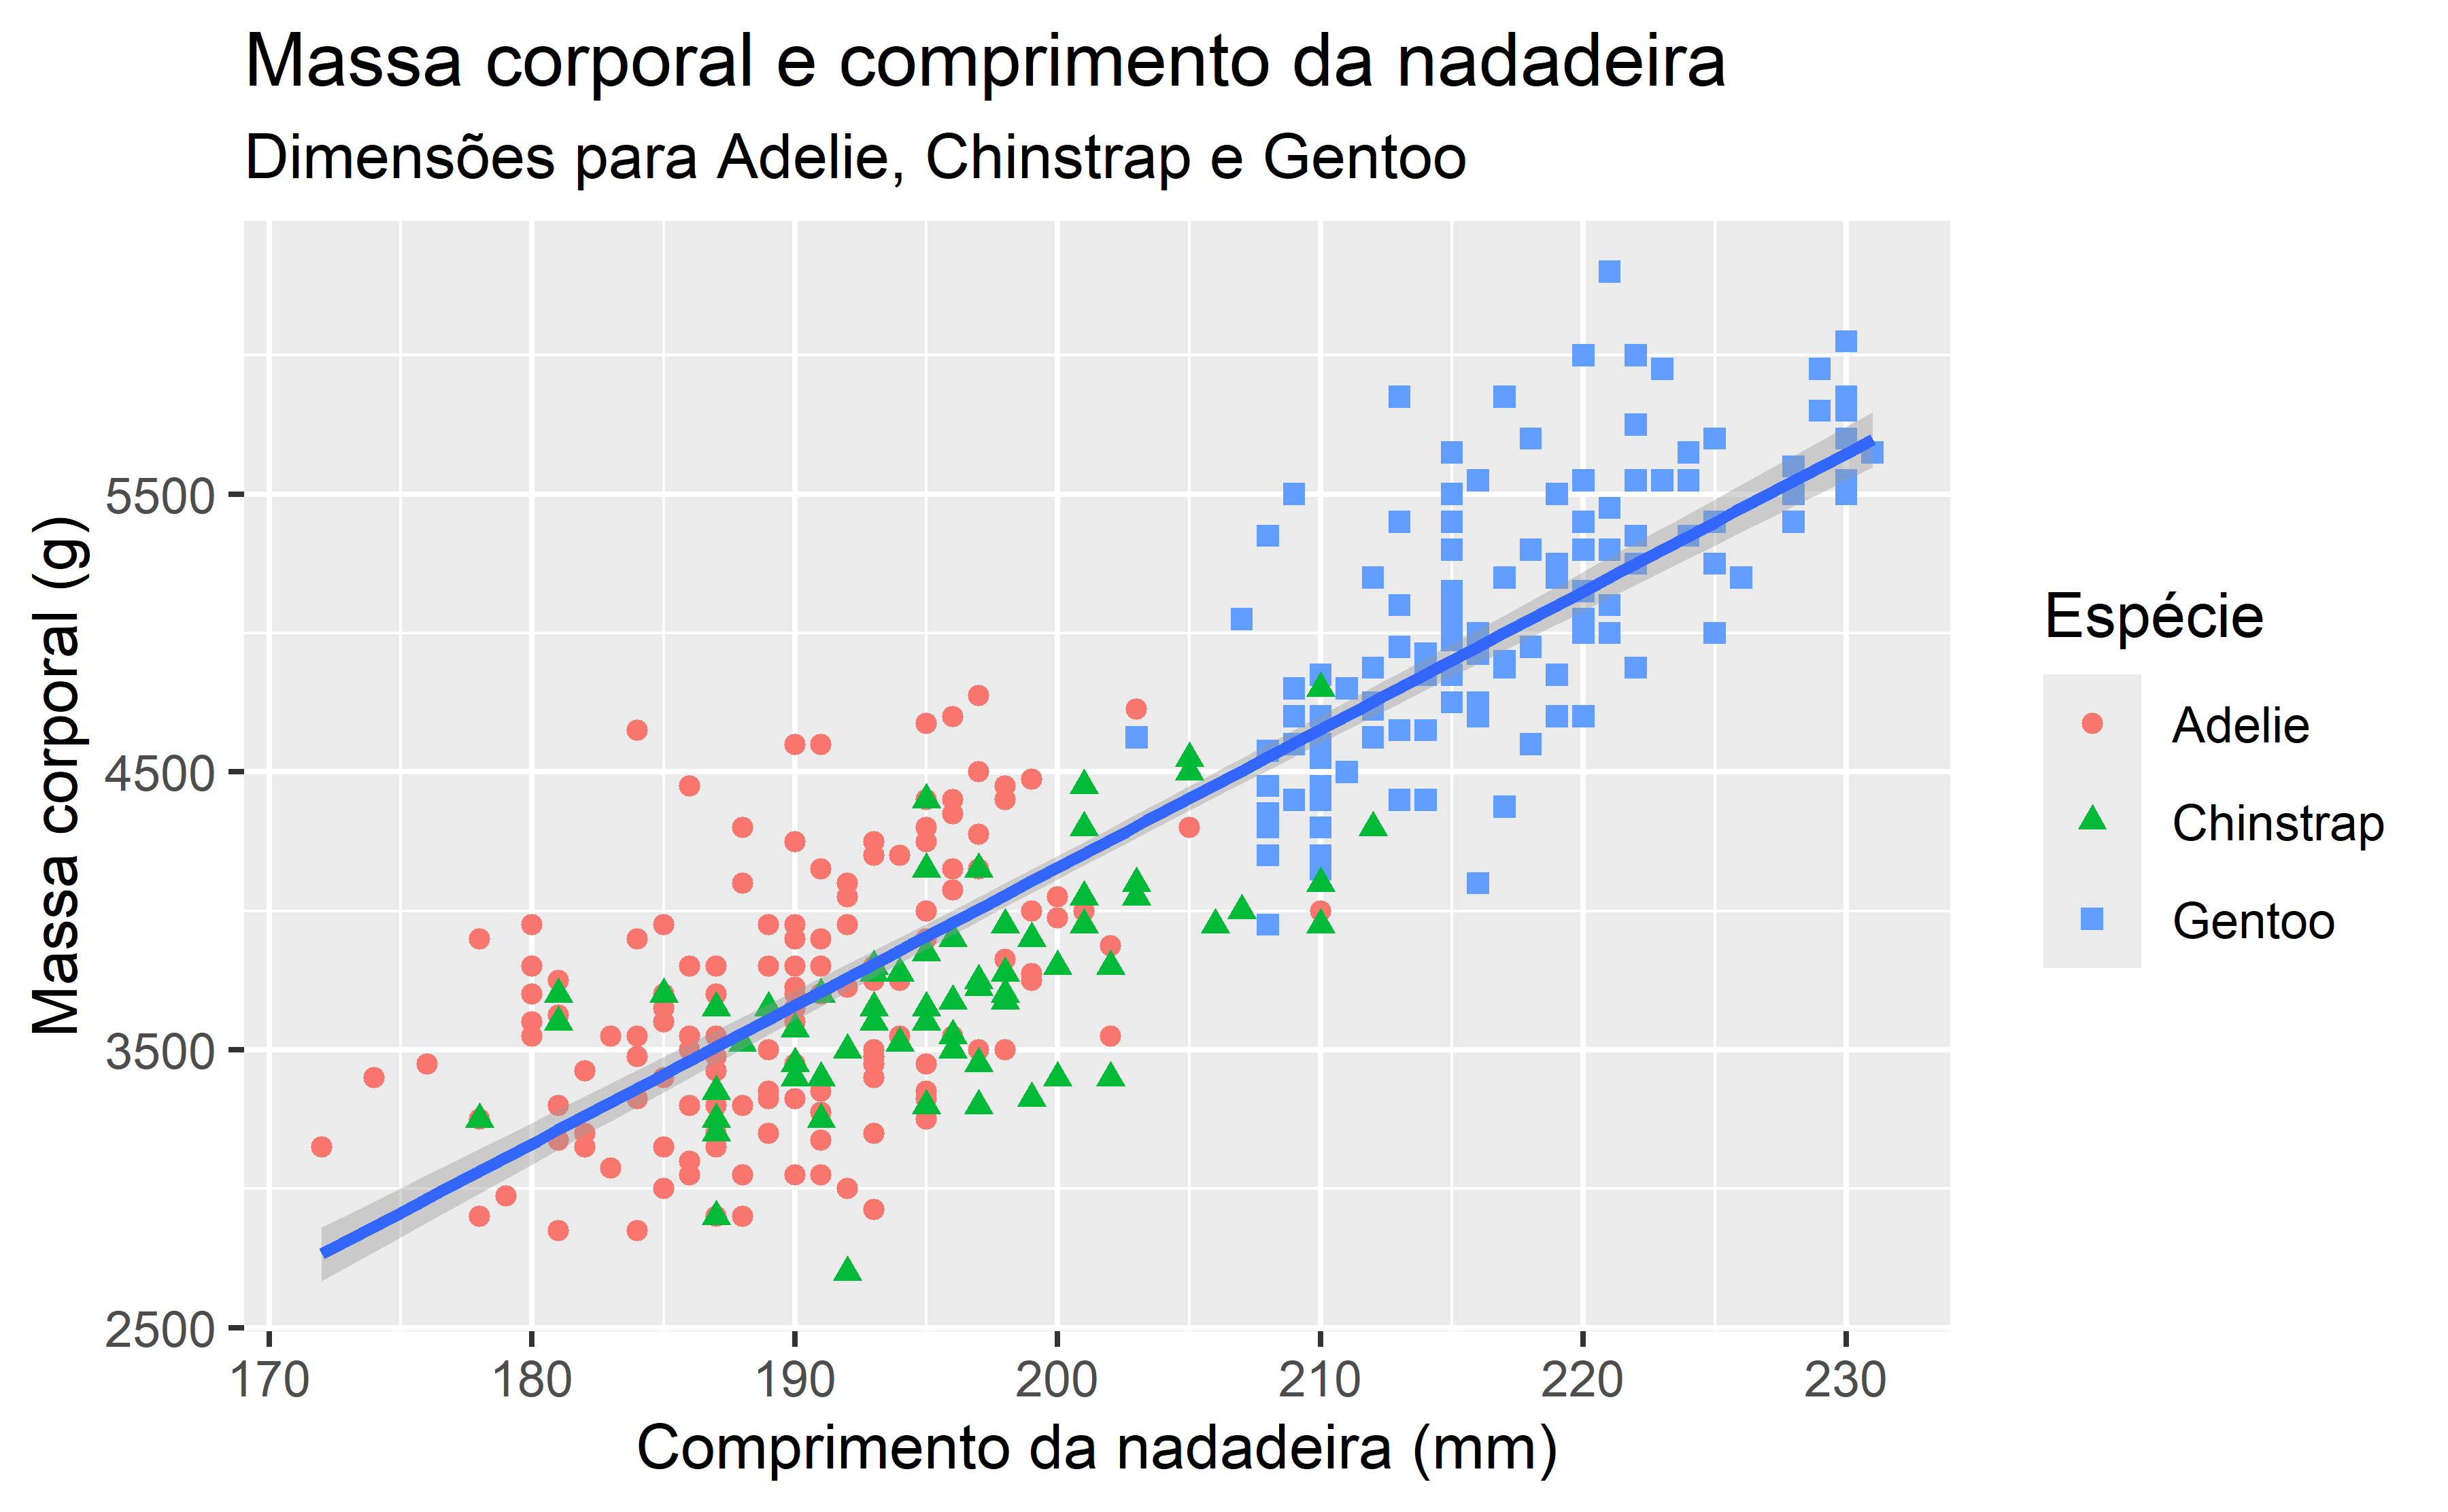 Massa corporal e comprimento da nadadeira
Dimensões para Adelie, Chinstrap e Gentoo
Massa corporal (g)
5500
4500
3500
2500
170 180 190 200 210 220 230
Comprimento da nadadeira (mm)
Espécie
Adelie
Chinstrap
Gentoo